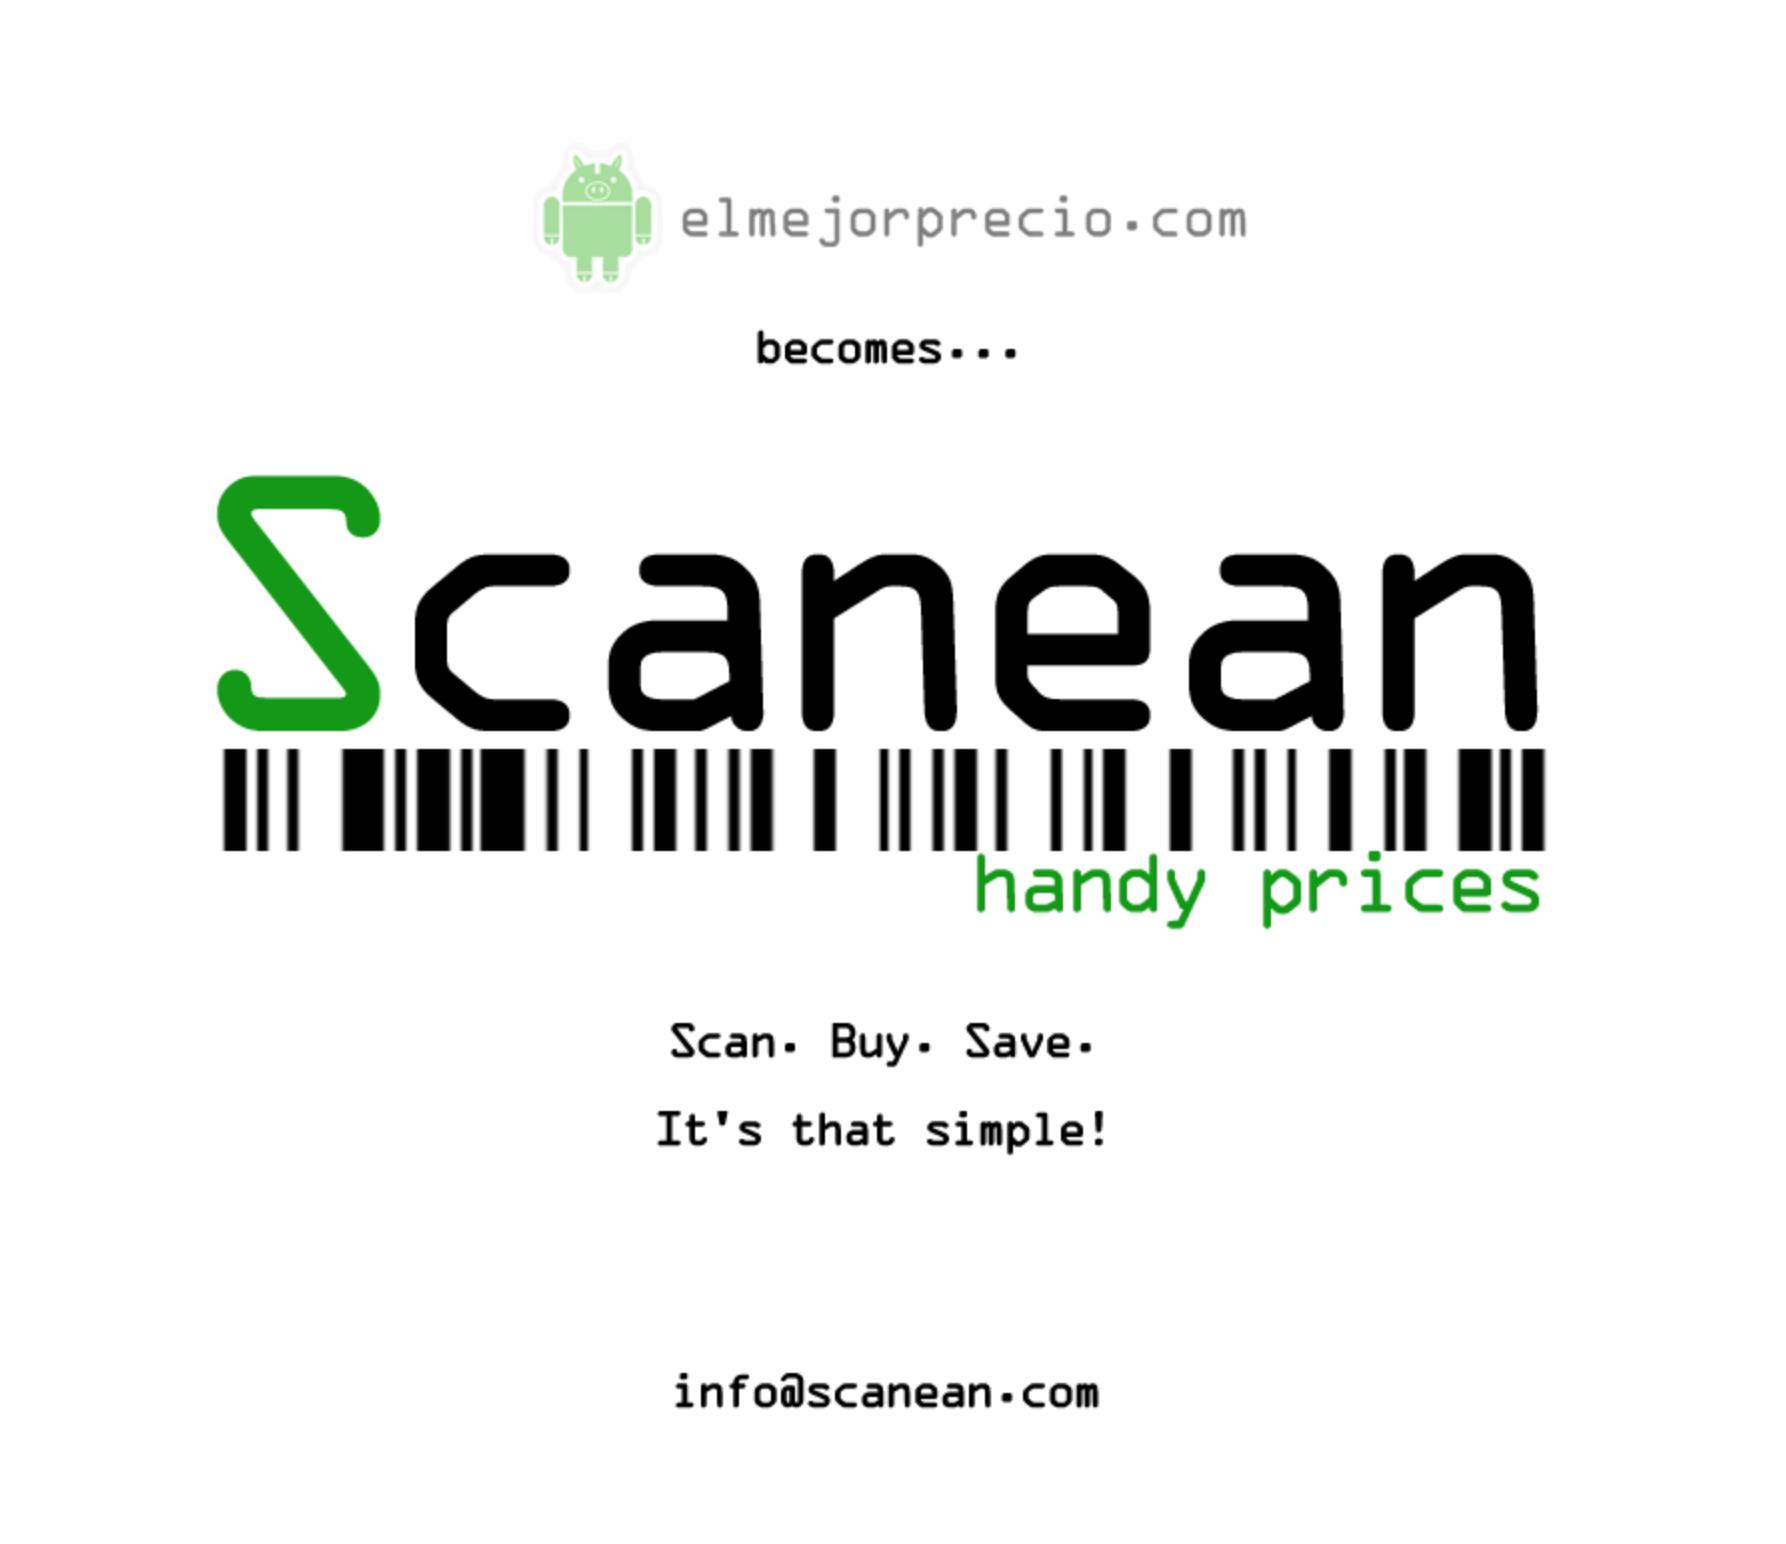 elmejorprecio.com
becomes...
Scanean
handy prices
Scan. Buy. Save.
It's that simple!
info@scanean.com